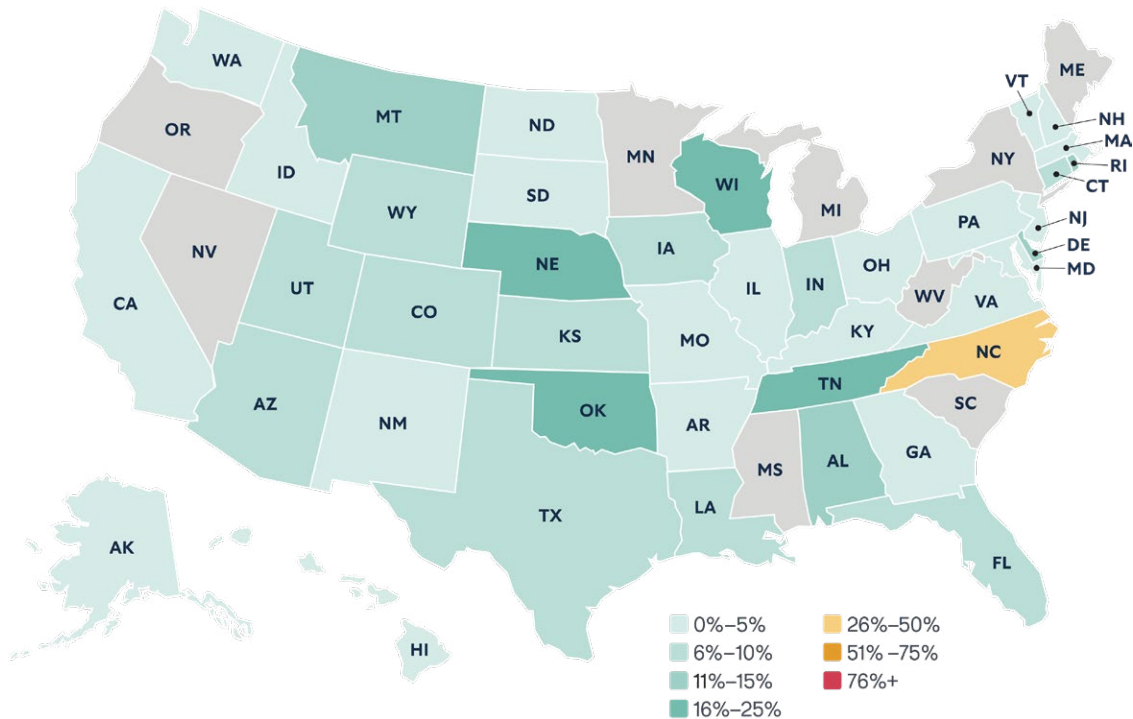 WA
OR
ID
MT
ND
MN
SD
WY
NV
CA
UT
CO
AZ
NM
NE
KS
OK
TX
IA
MO
AR
LA
WI
IL
IN
MI
OH
KY
TN
MS
AL
GA
FL
SC
NC
VA
WV
PA
NY
VT
ME
NH
MA
RI
CT
NJ
DE
MD
AK
HI
0%–5%
6%–10%
11%–15%
16%–25%
26%–50%
51% –75%
76%+